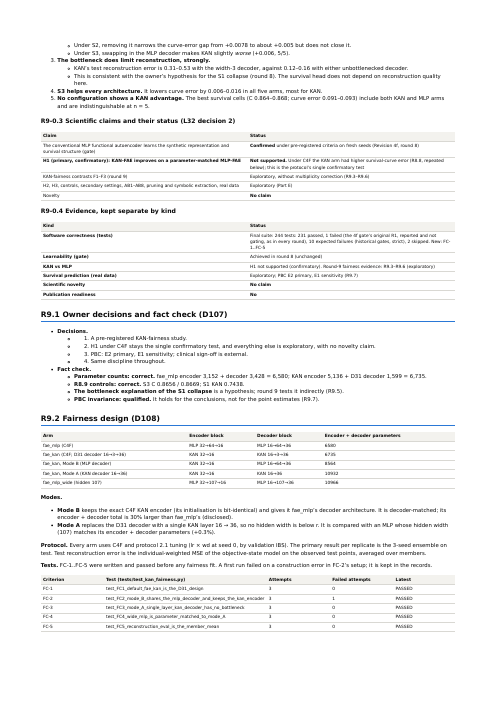 ○ Under S2, removing it narrows the curve-error gap from +0.0078 to about +0.005 but does not close it.
○ Under S3, swapping in the MLP decoder makes KAN slightly worse (+0.006, 5/5).
3. The bottleneck does limit reconstruction, strongly.
○ KAN's test reconstruction error is 0.31–0.53 with the width-3 decoder, against 0.12–0.16 with either unbottlenecked decoder.
○ This is consistent with the owner's hypothesis for the S1 collapse (round 8). The survival head does not depend on reconstruction quality
here.
4. S3 helps every architecture. It lowers curve error by 0.006–0.016 in all five arms, most for KAN.
5. No configuration shows a KAN advantage. The best survival cells (C 0.864–0.868; curve error 0.091–0.093) include both KAN and MLP arms
and are indistinguishable at n = 5.
R9-0.3 Scientific claims and their status (L32 decision 2)
Claim Status
The conventional MLP functional autoencoder learns the synthetic representation and Confirmed under pre-registered criteria on fresh seeds (Revision 4f, round 8)
survival structure (gate)
H1 (primary, confirmatory): KAN-FAE improves on a parameter-matched MLP-FAE Not supported. Under C4F the KAN arm had higher survival-curve error (R8.8, repeated
below); this is the protocol's single confirmatory test
KAN-fairness contrasts F1–F3 (round 9) Exploratory, without multiplicity correction (R9.3–R9.6)
H2, H3, controls, secondary settings, AB1–AB9, pruning and symbolic extraction, real data Exploratory (Part E)
Novelty No claim
R9-0.4 Evidence, kept separate by kind
Kind Status
Software correctness (tests) Final suite: 244 tests: 231 passed, 1 failed (the 4f gate's original R1, reported and not
gating, as in every round), 10 expected failures (historical gates, strict), 2 skipped. New: FC-
1..FC-5
Learnability (gate) Achieved in round 8 (unchanged)
KAN vs MLP H1 not supported (confirmatory). Round-9 fairness evidence: R9.3–R9.6 (exploratory)
Survival prediction (real data) Exploratory; PBC E2 primary, E1 sensitivity (R9.7)
Scientific novelty No claim
Publication readiness No
R9.1 Owner decisions and fact check (D107)
• Decisions.
○ 1. A pre-registered KAN-fairness study.
○ 2. H1 under C4F stays the single confirmatory test, and everything else is exploratory, with no novelty claim.
○ 3. PBC: E2 primary, E1 sensitivity; clinical sign-off is external.
○ 4. Same discipline throughout.
• Fact check.
○ Parameter counts: correct. fae_mlp encoder 3,152 + decoder 3,428 = 6,580; KAN encoder 5,136 + D31 decoder 1,599 = 6,735.
○ R8.9 controls: correct. S3 C 0.8656 / 0.8669; S1 KAN 0.7438.
○ The bottleneck explanation of the S1 collapse is a hypothesis; round 9 tests it indirectly (R9.5).
○ PBC invariance: qualified. It holds for the conclusions, not for the point estimates (R9.7).
R9.2 Fairness design (D108)
Arm Encoder block Decoder block Encoder + decoder parameters
fae_mlp (C4F) MLP 32→64→16 MLP 16→64→36 6580
fae_kan (C4F; D31 decoder 16→3→36) KAN 32→16 KAN 16→3→36 6735
fae_kan, Mode B (MLP decoder) KAN 32→16 MLP 16→64→36 8564
fae_kan, Mode A (KAN decoder 16→36) KAN 32→16 KAN 16→36 10932
fae_mlp_wide (hidden 107) MLP 32→107→16 MLP 16→107→36 10966
Modes.
• Mode B keeps the exact C4F KAN encoder (its initialisation is bit-identical) and gives it fae_mlp's decoder architecture. It is decoder-matched; its
encoder + decoder total is 30% larger than fae_mlp's (disclosed).
• Mode A replaces the D31 decoder with a single KAN layer 16 → 36, so no hidden width is below r. It is compared with an MLP whose hidden width
(107) matches its encoder + decoder parameters (+0.3%).
Protocol. Every arm uses C4F and protocol 2.1 tuning (lr × wd at seed 0, by validation IBS). The primary result per replicate is the 3-seed ensemble on
test. Test reconstruction error is the individual-weighted MSE of the objective-state model on the observed test points, averaged over members.
Tests. FC-1..FC-5 were written and passed before any fairness fit. A first run failed on a construction error in FC-2's test; it is kept in the records.
Criterion Test (tests/test_kan_fairness.py) Attempts Failed attempts Latest
FC-1 test_FC1_default_fae_kan_is_the_D31_design 3 0 PASSED
FC-2 test_FC2_mode_B_shares_the_mlp_decoder_and_keeps_the_kan_encoder 3 1 PASSED
FC-3 test_FC3_mode_A_single_layer_kan_decoder_has_no_bottleneck 3 0 PASSED
FC-4 test_FC4_wide_mlp_is_parameter_matched_to_mode_A 3 0 PASSED
FC-5 test_FC5_reconstruction_eval_is_the_member_mean 3 0 PASSED